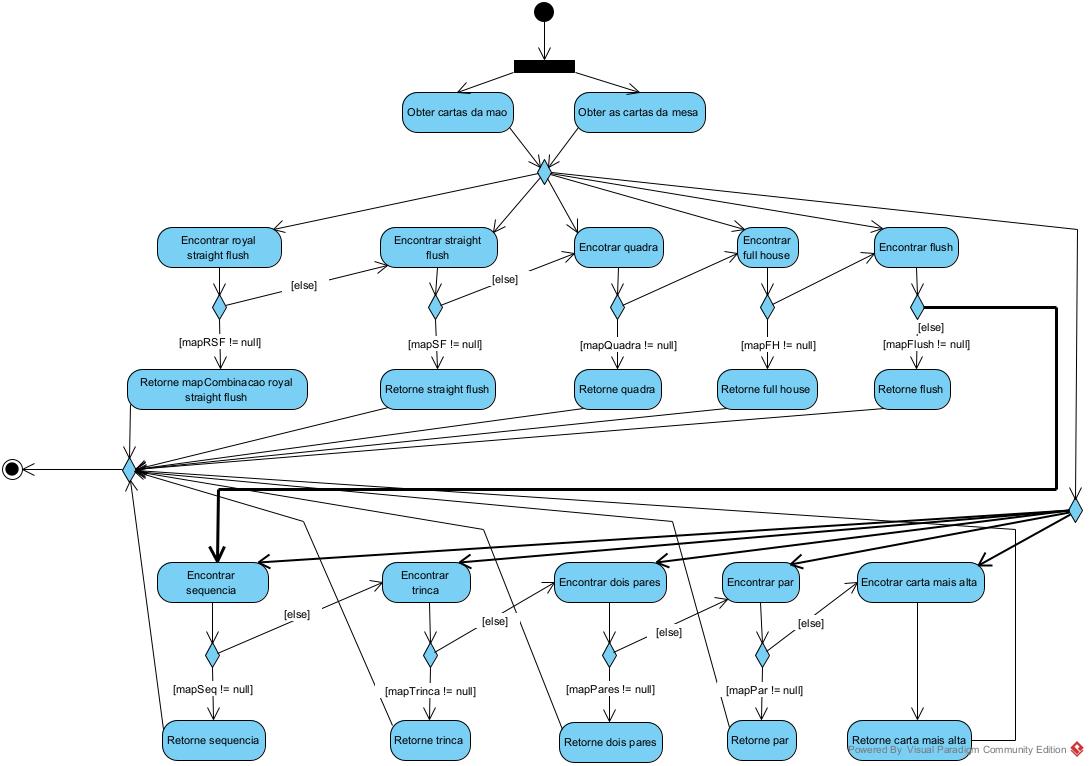 Obter cartas da mao
Obter as cartas da mesa
Encontrar royal
straight flush
Encontrar straight
flush
Encotrar quadra
Encontrar
full house
Encontrar flush
[else]
[else]
[else]
[mapRSF != null]
[mapSF != null]
[mapQuadra != null]
[mapFH != null]
[mapFlush != null]
Retorne mapCombinacao royal
straight flush
Retorne straight flush
Retorne quadra
Retorne full house
Retorne flush
Encontrar
sequencia
Encontrar
trinca
Encontrar dois pares
Encontrar par
Encotrar carta mais alta
[else]
[else]
[else]
[else]
[mapSeq != null]
[mapTrinca != null]
[mapPares != null]
[mapPar != null]
Retorne sequencia
Retorne trinca
Retorne dois pares
Retorne par
Retorne carta mais alta
Powered By Visual Paradigm Community Edition